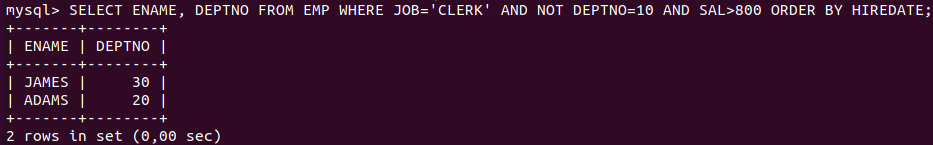 mysql> SELECT ENAME, DEPTNO FROM EMP WHERE JOB='CLERK' AND NOT DEPTNO=10 AND SAL>800 ORDER BY HIREDATE;
+-------+--------+
| ENAME | DEPTNO |
+-------+--------+
| JAMES |     30 |
| ADAMS |     20 |
+-------+--------+
2 rows in set (0,00 sec)